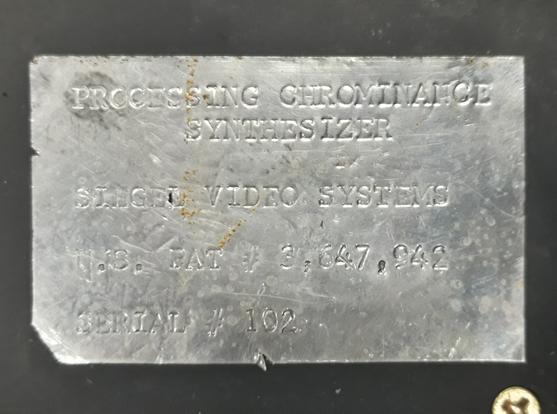 PROCESSING CHROMINANCE
SYNTHESIZER
SIEGEL VIDEO SYSTEMS
U.S. PAT # 3,647,942
SERIAL # 102